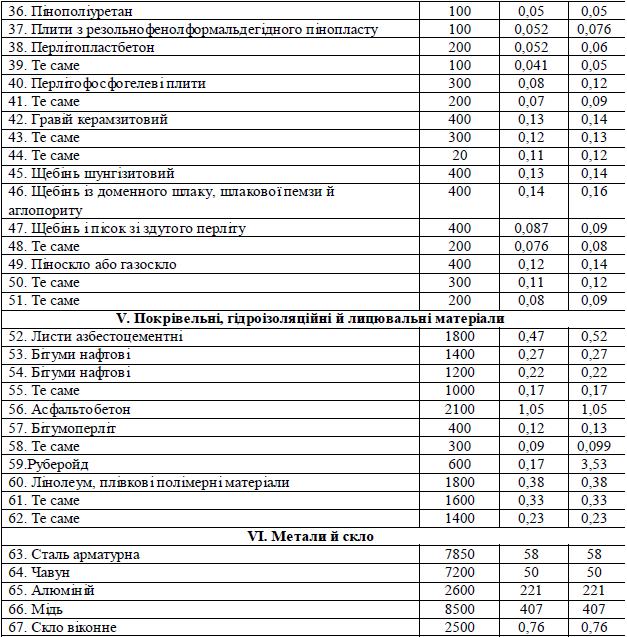 36. Пінополіуретан 100 0,05 0,05
37. Плити з резольнофенолформальдегідного пінопласту 100 0,052 0,076
38. Перлітопластбетон 200 0,052 0,06
39. Те саме 100 0,041 0,05
40. Перлітофосфогелеві плити 300 0,08 0,12
41. Те саме 200 0,07 0,09
42. Гравій керамзитовий 400 0,13 0,14
43. Те саме 300 0,12 0,13
44. Те саме 20 0,11 0,12
45. Щебінь шунгізитовий 400 0,13 0,14
46. Щебінь із доменного шлаку, шлакової пемзи й 400 0,14 0,16
аглопориту
47. Щебінь і пісок зі здутого перліту 400 0,087 0,09
48. Те саме 200 0,076 0,08
49. Піноскло або газоскло 400 0,12 0,14
50. Те саме 300 0,11 0,12
51. Те саме 200 0,08 0,09
V. Покрівельні, гідроізоляційні й лицювальні матеріали
52. Листи азбестоцементні 1800 0,47 0,52
53. Бітуми нафтові 1400 0,27 0,27
54. Бітуми нафтові 1200 0,22 0,22
55. Те саме 1000 0,17 0,17
56. Асфальтобетон 2100 1,05 1,05
57. Бітумоперліт 400 0,12 0,13
58. Те саме 300 0,09 0,099
59.Руберойд 600 0,17 3,53
60. Лінолеум, плівкові полімерні матеріали 1800 0,38 0,38
61. Те саме 1600 0,33 0,33
62. Те саме 1400 0,23 0,23
VI. Метали й скло
63. Сталь арматурна 7850 58 58
64. Чавун 7200 50 50
65. Алюміній 2600 221 221
66. Мідь 8500 407 407
67. Скло віконне 2500 0,76 0,76